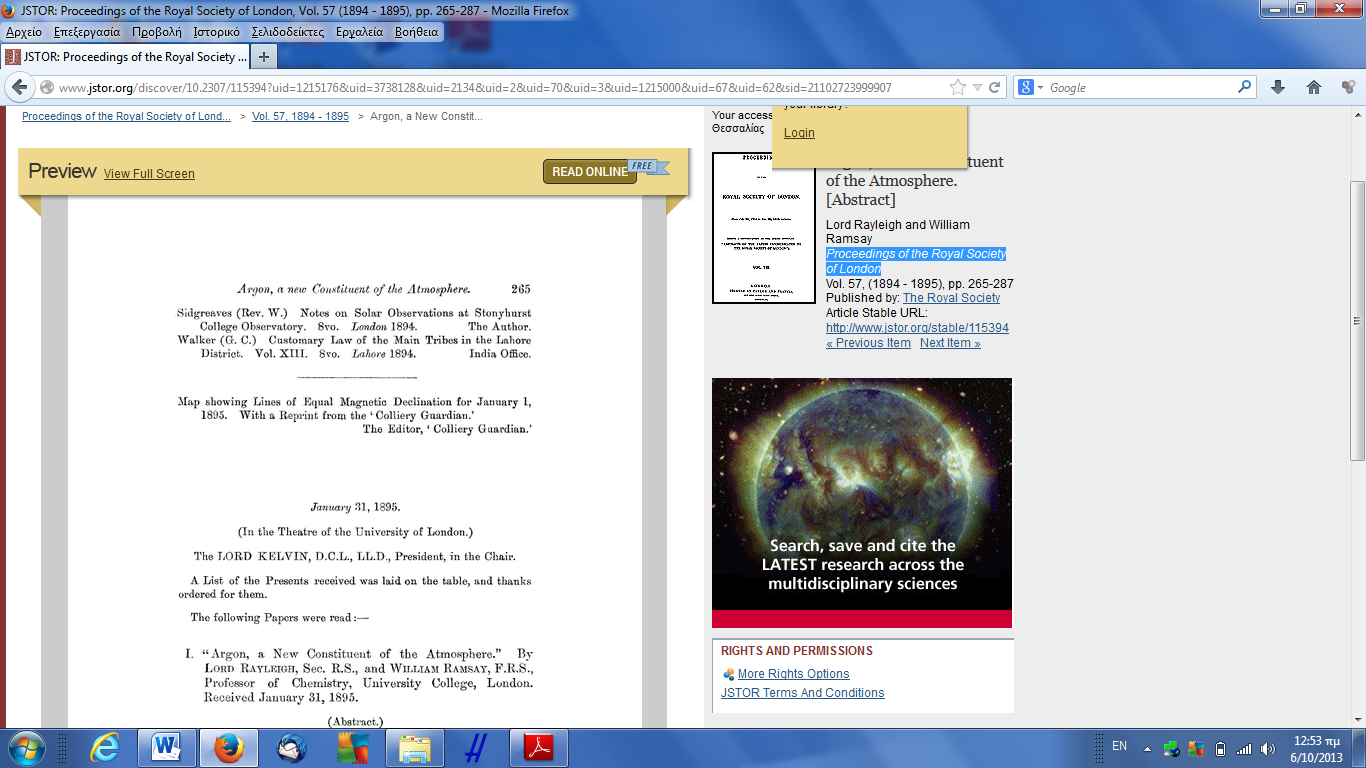 JSTOR: Proceedings of the Royal Society of London, Vol. 57 (1894 - 1895), pp. 265-287 - Mozilla Firefox
Αρχείο Επεξεργασία Προβολή Ιστορικό Σελιδοδείκτες Εργαλεία Βοήθεια
JSTOR: Proceedings of the Royal Society ...
www.jstor.org/discover/10.2307/115394?uid=1215176&uid=3738128&uid=2134&uid=2&uid=70&uid=3&uid=1215000&uid=67&uid=62&sid=21102723999907
Google
Proceedings of the Royal Society of Lond... > Vol. 57, 1894 - 1895 > Argon, a New Constit...
Preview View Full Screen
READ ONLINE FREE
Argon, a new Constituent of the Atmosphere. 265
Sidgreaves (Rev. W.) Notes on Solar Observations at Stonyhurst
College Observatory. 8vo. London 1894. The Author.
Walker (G. C.) Customary Law of the Main Tribes in the Lahore
District. Vol. XIII. 8vo. Lahore 1894. India Office.
Map showing Lines of Equal Magnetic Declination for January 1,
1895. With a Reprint from the ‘Colliery Guardian.’
The Editor, ‘Colliery Guardian.’
January 31, 1895.
(In the Theatre of the University of London.)
The LORD KELVIN, D.C.L., LL.D., President, in the Chair.
A List of the Presents received was laid on the table, and thanks
ordered for them.
The following Papers were read:—
I. “Argon, a New Constituent of the Atmosphere.” By
LORD RAYLEIGH, Sec. R.S., and WILLIAM RAMSAY, F.R.S.,
Professor of Chemistry, University College, London.
Received January 31, 1895.
(Abstract.)
Your access
Θεσσαλίας
your library?
Login
ROYAL SOCIETY OF LONDON.
VOL. VII.
LONDON
of the Atmosphere.
[Abstract]
Lord Rayleigh and William
Ramsay
Proceedings of the Royal Society
of London
Vol. 57, (1894 - 1895), pp. 265-287
Published by: The Royal Society
Article Stable URL:
http://www.jstor.org/stable/115394
« Previous Item Next Item »
Search, save and cite the
LATEST research across the
multidisciplinary sciences
RIGHTS AND PERMISSIONS
More Rights Options
JSTOR Terms And Conditions
EN
12:53 πμ
6/10/2013